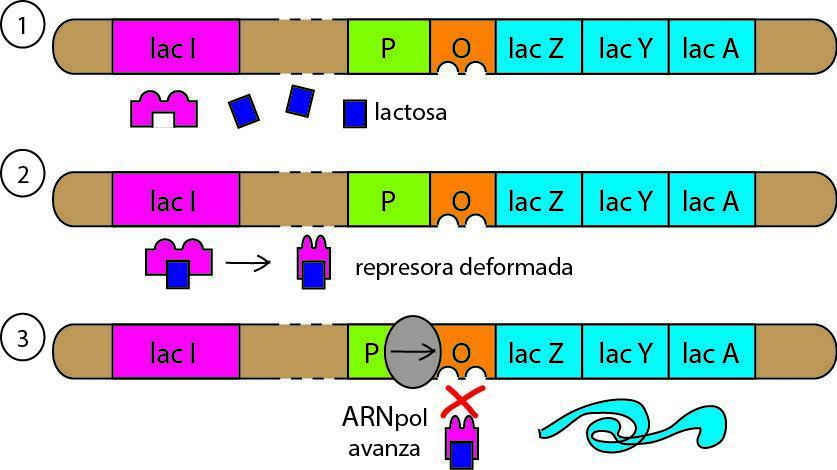 1
lac I P O lac Z lac Y lac A
lactosa
2
lac I P O lac Z lac Y lac A
represora deformada
3
lac I P O lac Z lac Y lac A
ARNpol
avanza